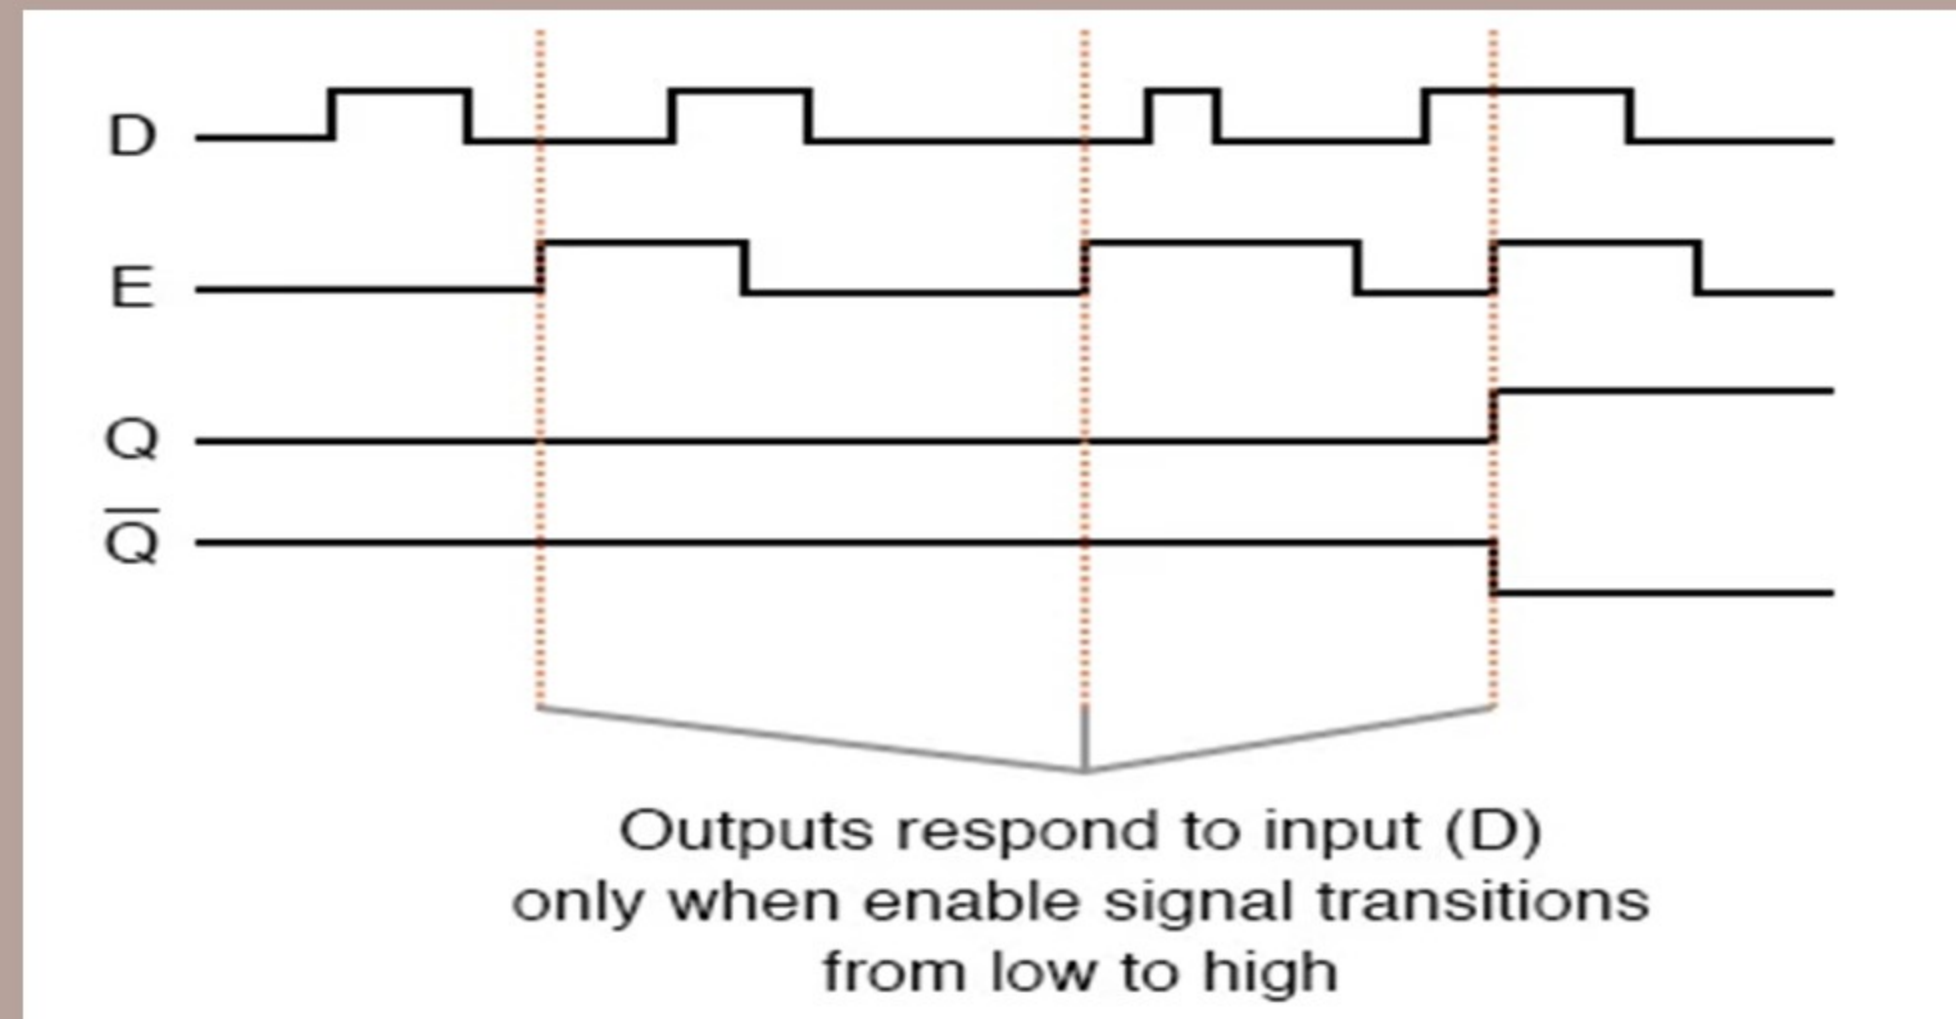 D
E
Q
Q̅
Outputs respond to input (D)
only when enable signal transitions
from low to high